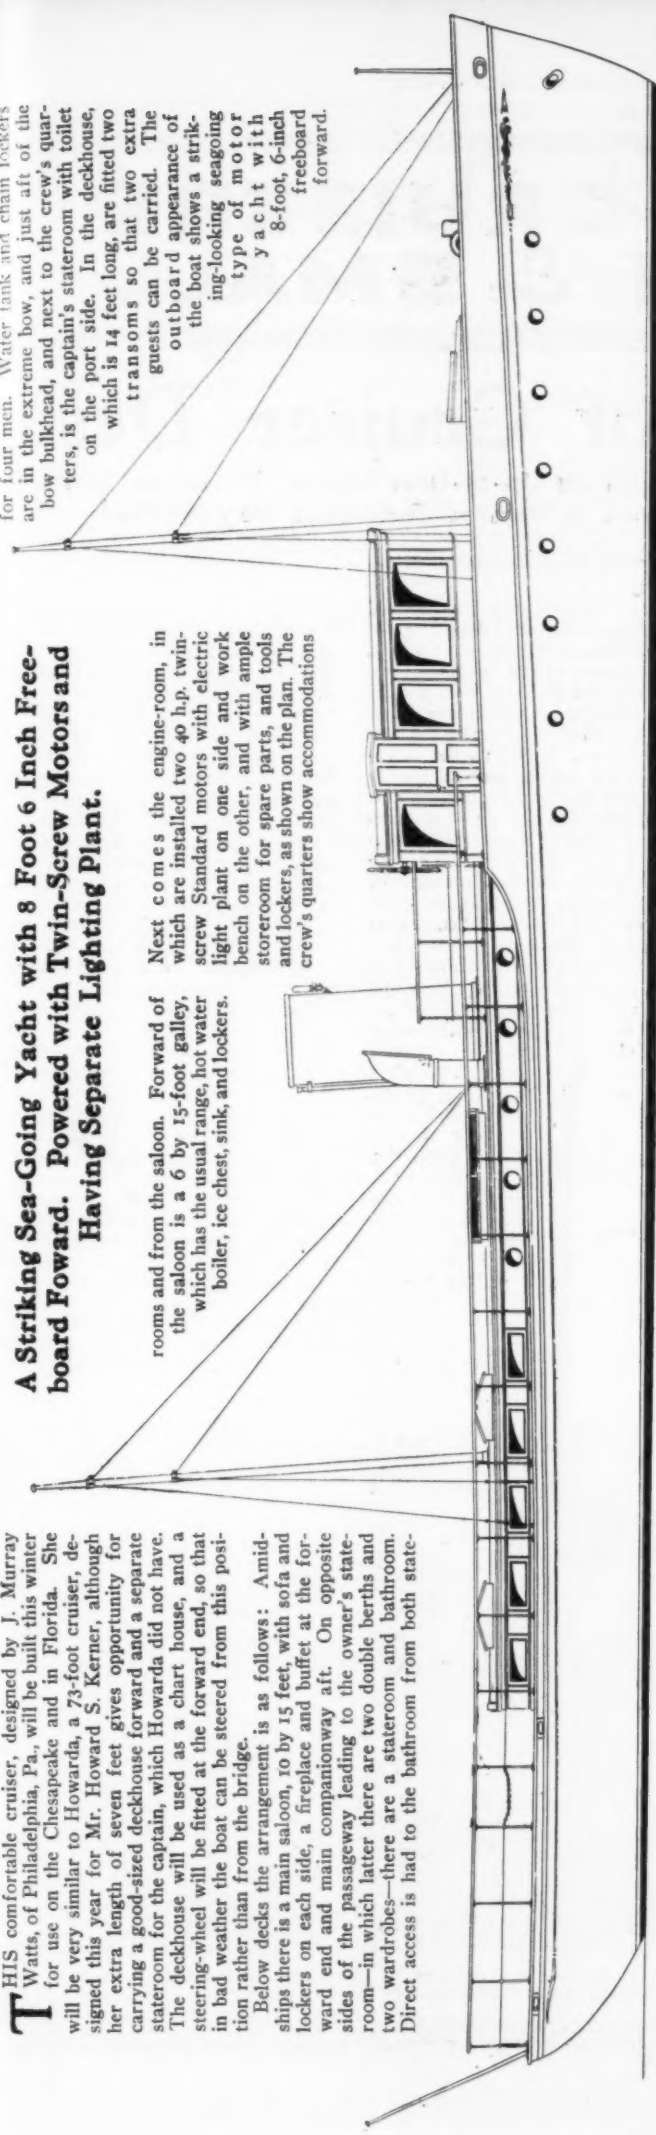 A Striking Sea-Going Yacht with 8 Foot 6 Inch Free-
board Foward. Powered with Twin-Screw Motors and
Having Separate Lighting Plant.
THIS comfortable cruiser, designed by J. Murray
Watts, of Philadelphia, Pa., will be built this winter
for use on the Chesapeake and in Florida. She
will be very similar to Howarda, a 73-foot cruiser, de-
signed this year for Mr. Howard S. Kerner, although
her extra length of seven feet gives opportunity for
carrying a good-sized deckhouse forward and a separate
stateroom for the captain, which Howarda did not have.
The deckhouse will be used as a chart house, and a
steering-wheel will be fitted at the forward end, so that
in bad weather the boat can be steered from this posi-
tion rather than from the bridge.
Below decks the arrangement is as follows: Amid-
ships there is a main saloon, 10 by 15 feet, with sofa and
lockers on each side, a fireplace and buffet at the for-
ward end and main companionway aft. On opposite
sides of the passageway leading to the owner's state-
room—in which latter there are two double berths and
two wardrobes—there are a stateroom and bathroom.
Direct access is had to the bathroom from both state-
rooms and from the saloon. Forward of
the saloon is a 6 by 15-foot galley,
which has the usual range, hot water
boiler, ice chest, sink, and lockers.
Next comes the engine-room, in
which are installed two 40 h.p. twin-
screw Standard motors with electric
light plant on one side and work
bench on the other, and with ample
storeroom for spare parts, and tools
and lockers, as shown on the plan. The
crew's quarters show accommodations
for four men. Water tank and chain lockers
are in the extreme bow, and just aft of the
bow bulkhead, and next to the crew's quar-
ters, is the captain's stateroom with toilet
on the port side. In the deckhouse,
which is 14 feet long, are fitted two
transoms so that two extra
guests can be carried. The
outboard appearance of
the boat shows a strik-
ing-looking seagoing
type of motor
yacht with
8-foot, 6-inch
freeboard
forward.